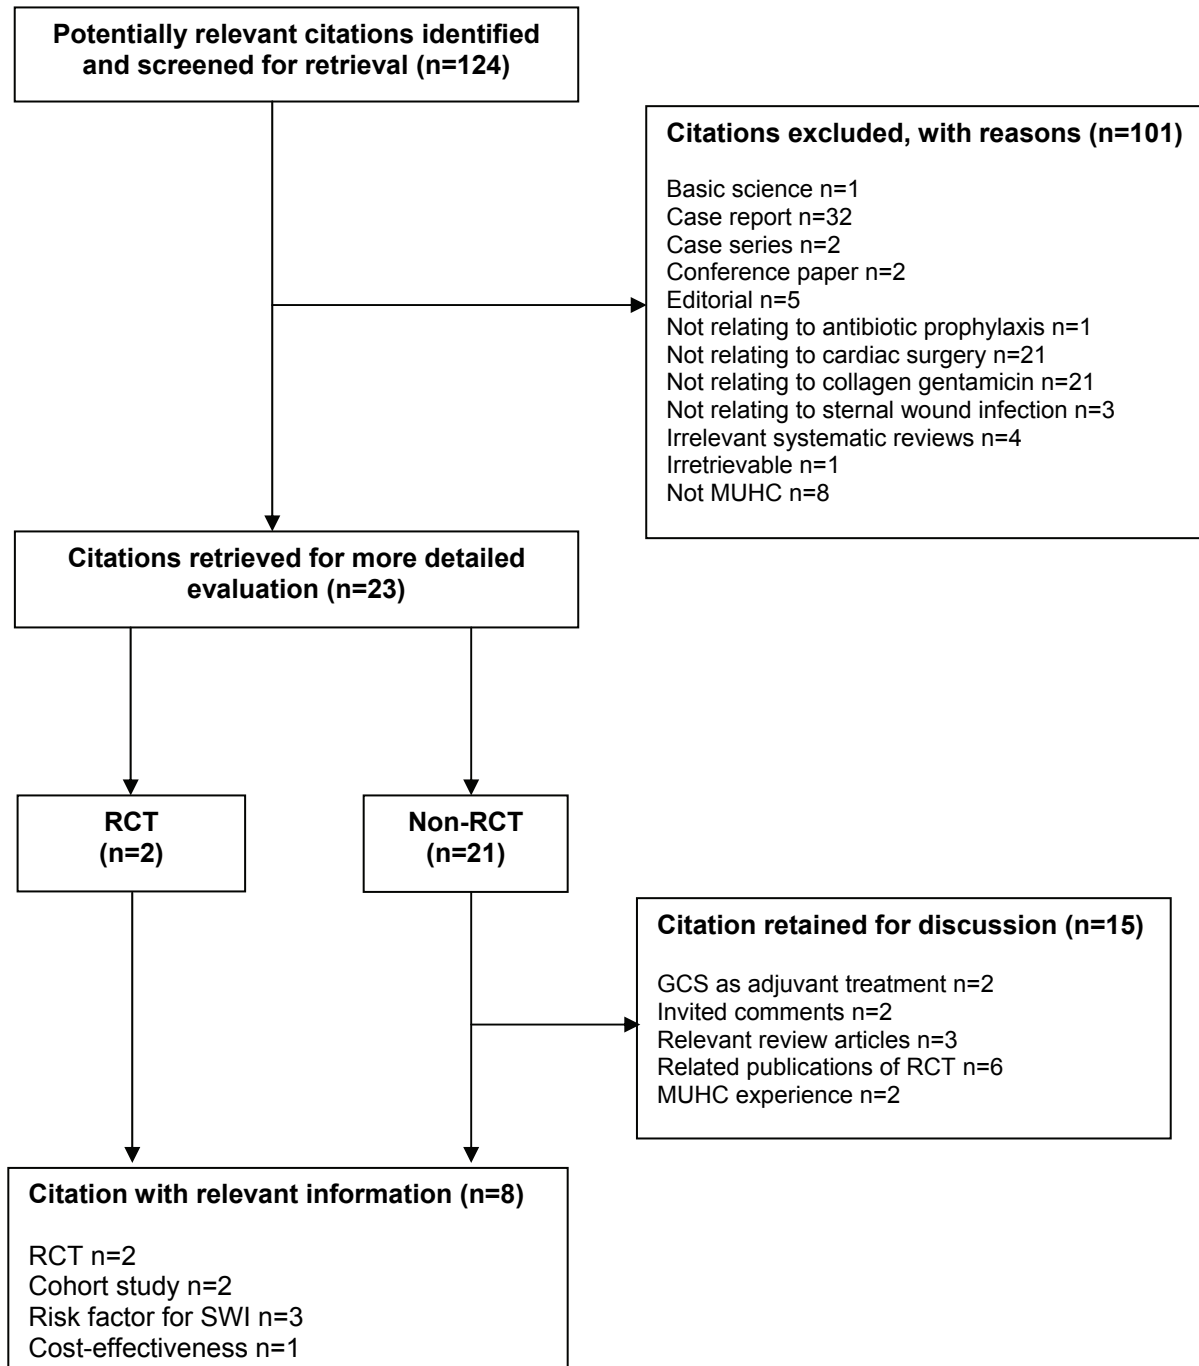 Potentially relevant citations identified
and screened for retrieval (n=124)
Citations excluded, with reasons (n=101)
Basic science n=1
Case report n=32
Case series n=2
Conference paper n=2
Editorial n=5
Not relating to antibiotic prophylaxis n=1
Not relating to cardiac surgery n=21
Not relating to collagen gentamicin n=21
Not relating to sternal wound infection n=3
Irrelevant systematic reviews n=4
Irretrievable n=1
Not MUHC n=8
Citations retrieved for more detailed
evaluation (n=23)
RCT
(n=2)
Non-RCT
(n=21)
Citation retained for discussion (n=15)
GCS as adjuvant treatment n=2
Invited comments n=2
Relevant review articles n=3
Related publications of RCT n=6
MUHC experience n=2
Citation with relevant information (n=8)
RCT n=2
Cohort study n=2
Risk factor for SWI n=3
Cost-effectiveness n=1